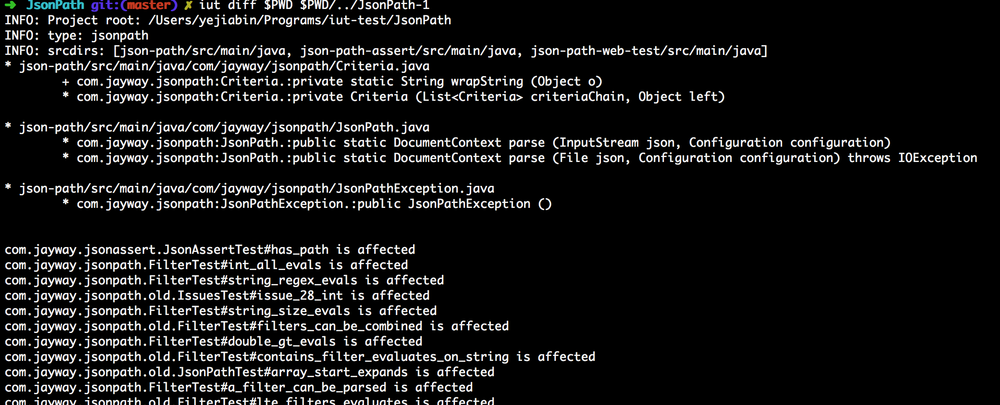 ➜ JsonPath git:(master) ✗ iut diff $PWD $PWD/../JsonPath-1
INFO: Project root: /Users/yejiabin/Programs/iut-test/JsonPath
INFO: type: jsonpath
INFO: srcdirs: [json-path/src/main/java, json-path-assert/src/main/java, json-path-web-test/src/main/java]
* json-path/src/main/java/com/jayway/jsonpath/Criteria.java
+ com.jayway.jsonpath:Criteria.:private static String wrapString (Object o)
* com.jayway.jsonpath:Criteria.:private Criteria (List<Criteria> criteriaChain, Object left)
* json-path/src/main/java/com/jayway/jsonpath/JsonPath.java
* com.jayway.jsonpath:JsonPath.:public static DocumentContext parse (InputStream json, Configuration configuration)
* com.jayway.jsonpath:JsonPath.:public static DocumentContext parse (File json, Configuration configuration) throws IOException
* json-path/src/main/java/com/jayway/jsonpath/JsonPathException.java
* com.jayway.jsonpath:JsonPathException.:public JsonPathException ()
com.jayway.jsonassert.JsonAssertTest#has_path is affected
com.jayway.jsonpath.FilterTest#int_all_evals is affected
com.jayway.jsonpath.FilterTest#string_regex_evals is affected
com.jayway.jsonpath.old.IssuesTest#issue_28_int is affected
com.jayway.jsonpath.FilterTest#string_size_evals is affected
com.jayway.jsonpath.old.FilterTest#filters_can_be_combined is affected
com.jayway.jsonpath.FilterTest#double_gt_evals is affected
com.jayway.jsonpath.old.FilterTest#contains_filter_evaluates_on_string is affected
com.jayway.jsonpath.old.JsonPathTest#array_start_expands is affected
com.jayway.jsonpath.FilterTest#a_filter_can_be_parsed is affected
com.jayway.jsonpath.old.FilterTest#lte_filters_evaluates is affected